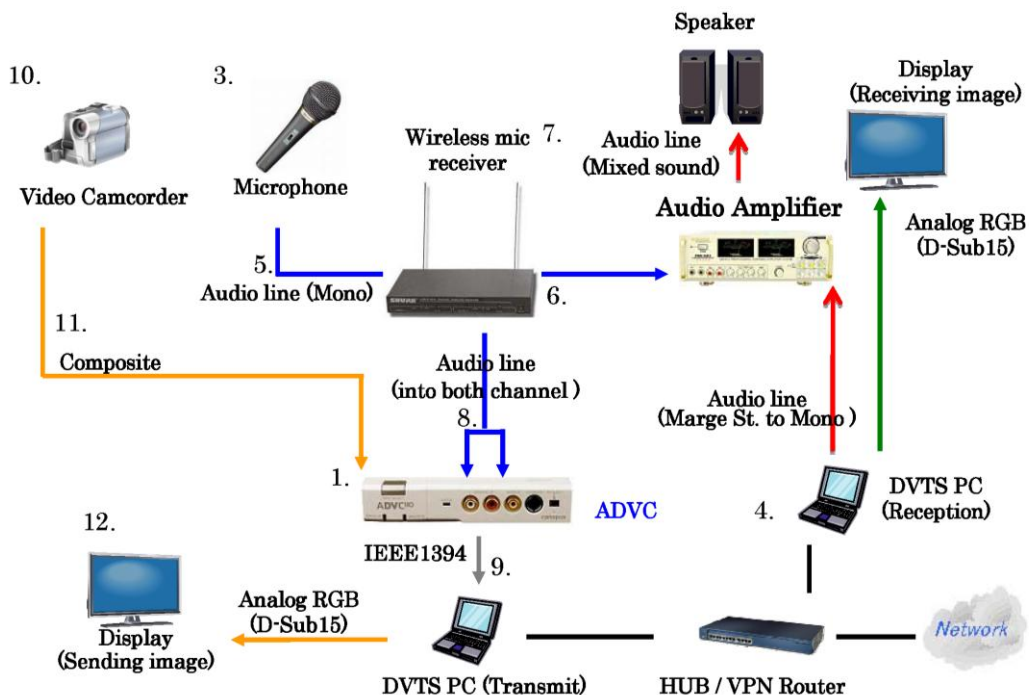 Speaker
10.
3.
Display
(Receiving image)
Wireless mic
receiver
7.
Audio line
(Mixed sound)
Video Camcorder
Microphone
Audio Amplifier
Analog RGB
(D-Sub15)
5.
Audio line (Mono)
SHURE
6.
11.
Composite
Audio line
(into both channel )
8.
Audio line
(Marge St. to Mono )
1.
ADVC110
ADVC
4.
DVTS PC
(Reception)
12.
IEEE1394
9.
Analog RGB
(D-Sub15)
Display
(Sending image)
Network
DVTS PC (Transmit)
HUB / VPN Router